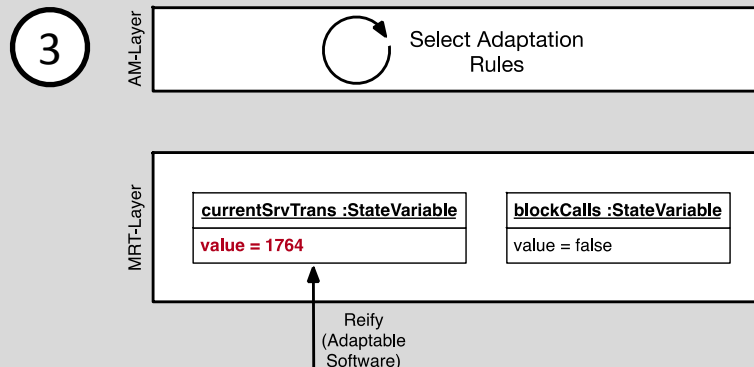 3
AM-Layer
Select Adaptation
Rules
MRT-Layer
currentSrvTrans :StateVariable
value = 1764
blockCalls :StateVariable
value = false
Reify
(Adaptable
Software)